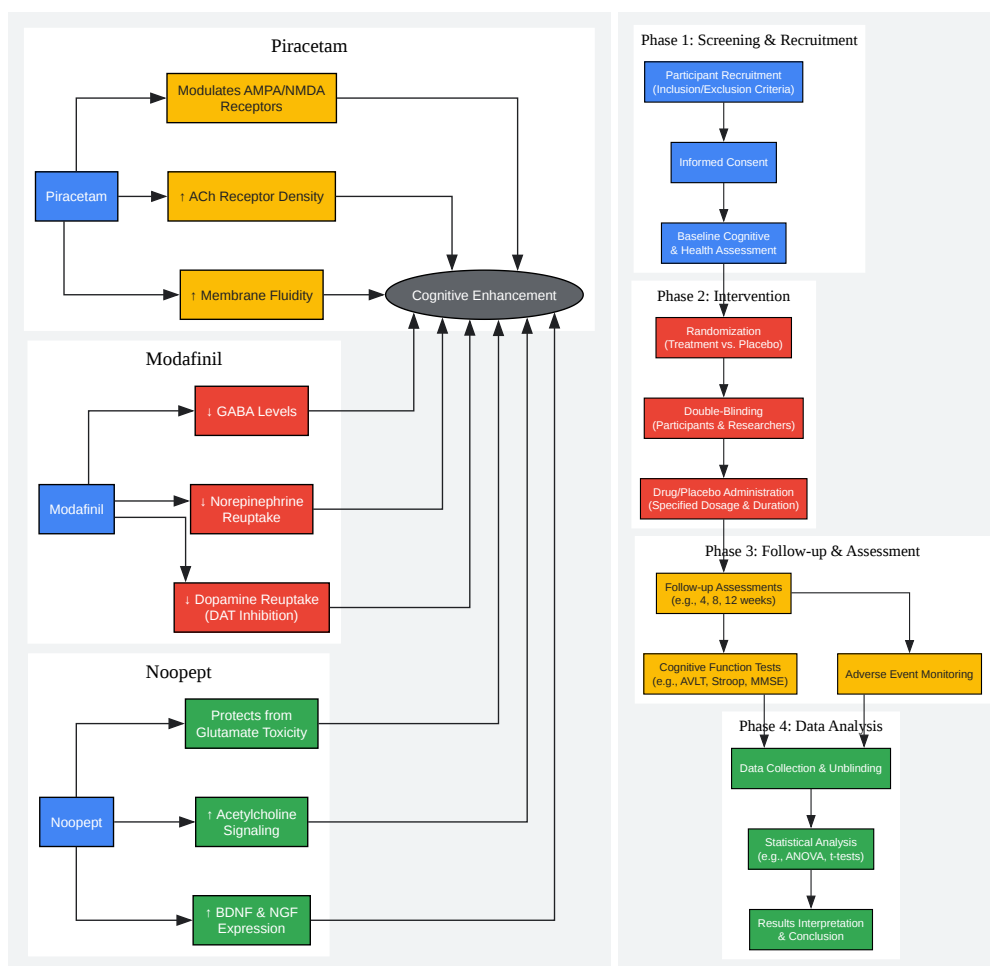 Piracetam
Modulates AMPA/NMDA
Receptors
Piracetam
↑ ACh Receptor Density
↑ Membrane Fluidity
Cognitive Enhancement
Modafinil
↓ GABA Levels
Modafinil
↓ Norepinephrine
Reuptake
↓ Dopamine Reuptake
(DAT Inhibition)
Noopept
Protects from
Glutamate Toxicity
Noopept
↑ Acetylcholine
Signaling
↑ BDNF & NGF
Expression
Phase 1: Screening & Recruitment
Participant Recruitment
(Inclusion/Exclusion Criteria)
Informed Consent
Baseline Cognitive
& Health Assessment
Phase 2: Intervention
Randomization
(Treatment vs. Placebo)
Double-Blinding
(Participants & Researchers)
Drug/Placebo Administration
(Specified Dosage & Duration)
Phase 3: Follow-up & Assessment
Follow-up Assessments
(e.g., 4, 8, 12 weeks)
Cognitive Function Tests
(e.g., AVLT, Stroop, MMSE)
Adverse Event Monitoring
Phase 4: Data Analysis
Data Collection & Unblinding
Statistical Analysis
(e.g., ANOVA, t-tests)
Results Interpretation
& Conclusion